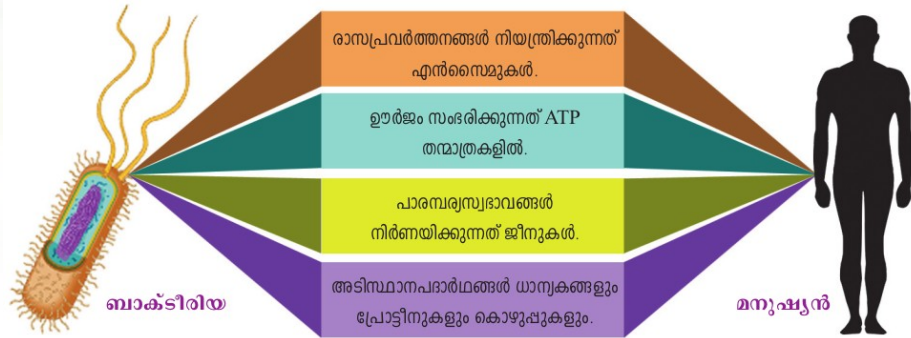 രാസപ്രവർത്തനങ്ങൾ നിയന്ത്രിക്കുന്നത്
എൻസൈമുകൾ.
ഊർജം സംഭരിക്കുന്നത് ATP
തന്മാത്രകളിൽ.
പാരമ്പര്യസ്വഭാവങ്ങൾ
നിർണയിക്കുന്നത് ജീനുകൾ.
അടിസ്ഥാനപദാർഥങ്ങൾ ധാന്യകങ്ങളും
പ്രോട്ടീനുകളും കൊഴുപ്പുകളും.
ബാക്ടീരിയ
മനുഷ്യൻ